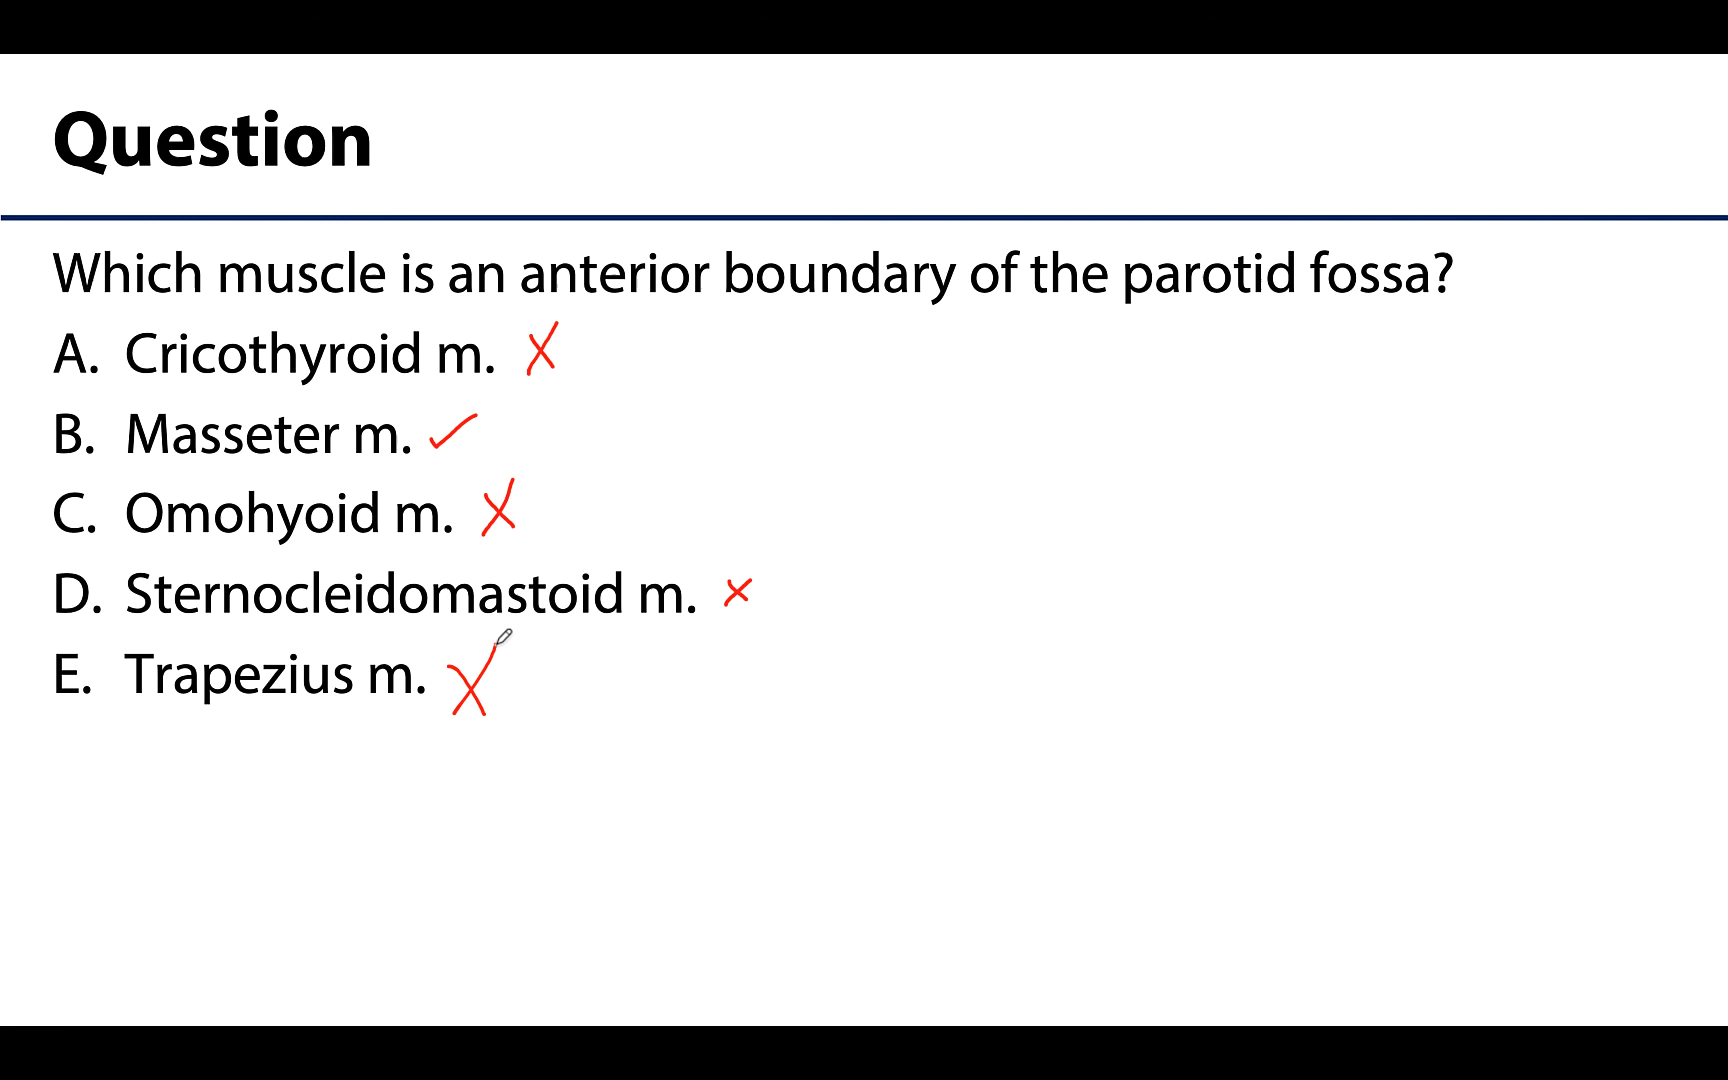 Question
Which muscle is an anterior boundary of the parotid fossa?
A. Cricothyroid m.
B. Masseter m.
C. Omohyoid m.
D. Sternocleidomastoid m.
E. Trapezius m.